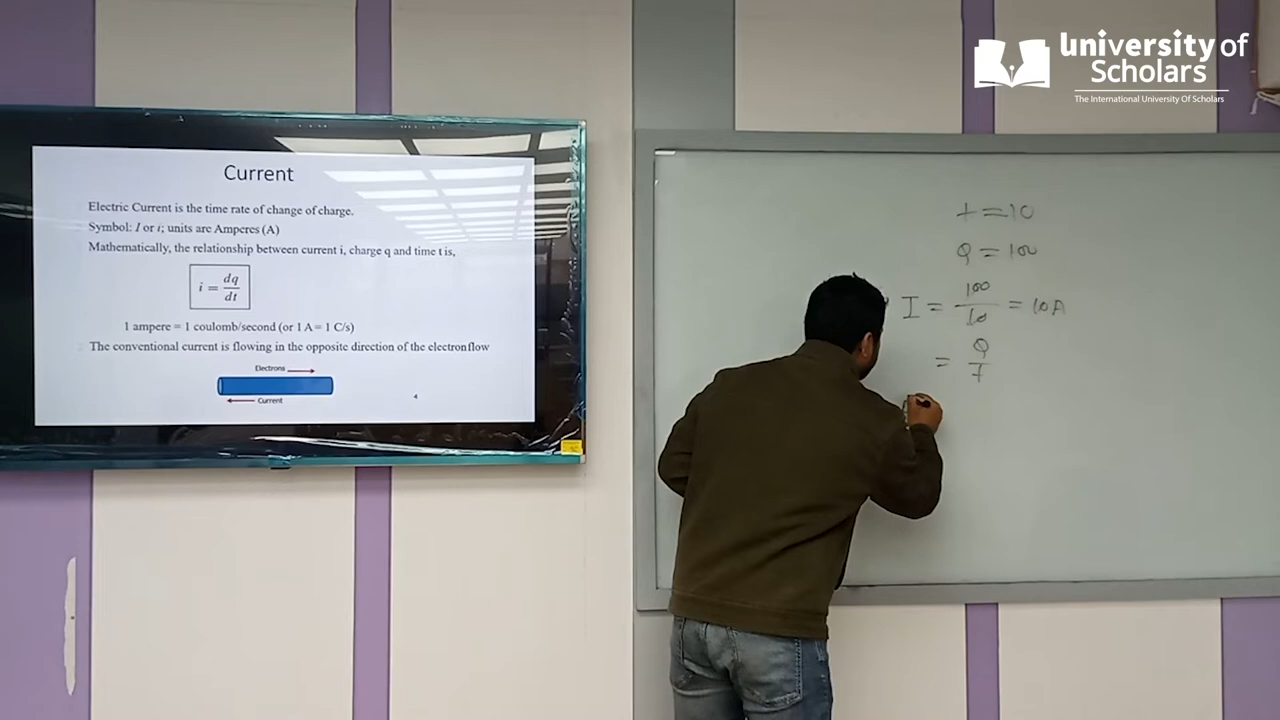 university of
Scholars
The International University Of Scholars
Current
Electric Current is the time rate of change of charge.
Symbol: I or i; units are Amperes (A)
Mathematically, the relationship between current i, charge q and time t is,
i = dq/dt
1 ampere = 1 coulomb/second (or 1 A = 1 C/s)
The conventional current is flowing in the opposite direction of the electron flow
Electrons
Current
4
t = 10
Q = 100
I = 100/10 = 10A
= Q/t